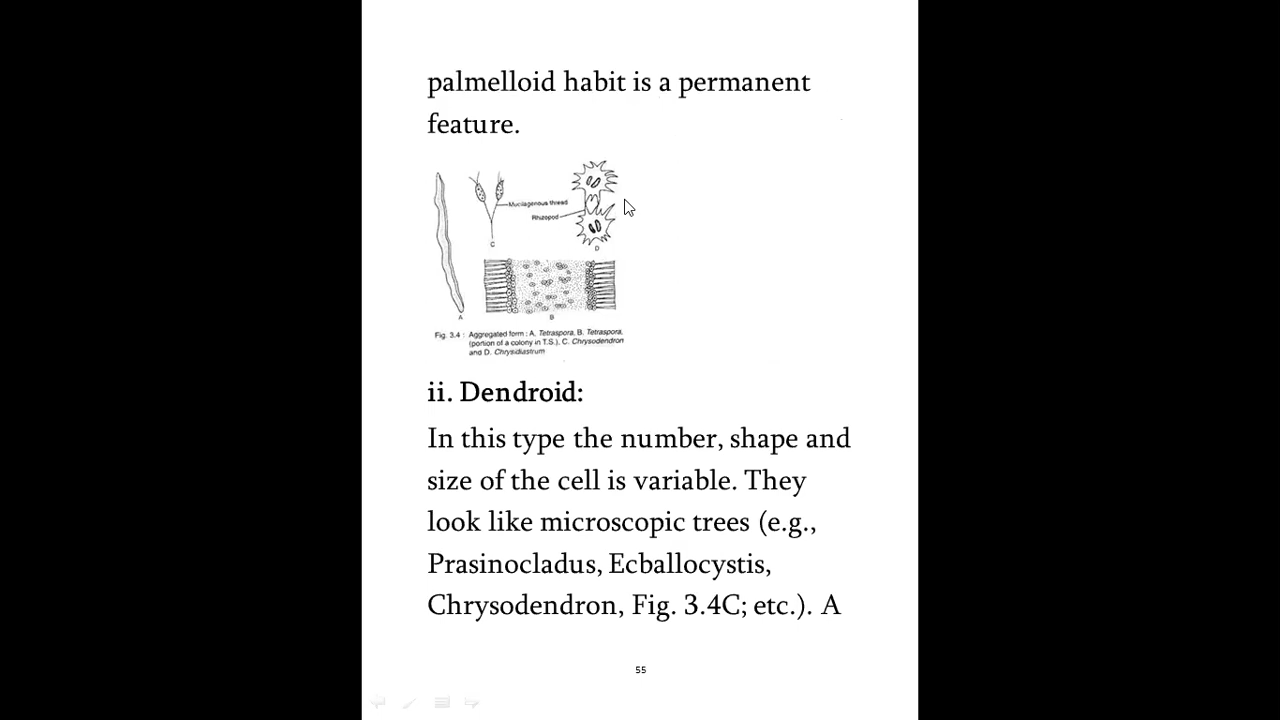 palmelloid habit is a permanent
feature.
Mucilagenous thread
Rhizopod
C
D
A
B
Fig. 3.4 : Aggregated form : A. Tetraspora, B. Tetraspora,
(portion of a colony in T.S.), C. Chrysodendron
and D. Chrysidiastrum
ii. Dendroid:
In this type the number, shape and
size of the cell is variable. They
look like microscopic trees (e.g.,
Prasinocladus, Ecballocystis,
Chrysodendron, Fig. 3.4C; etc.). A
55